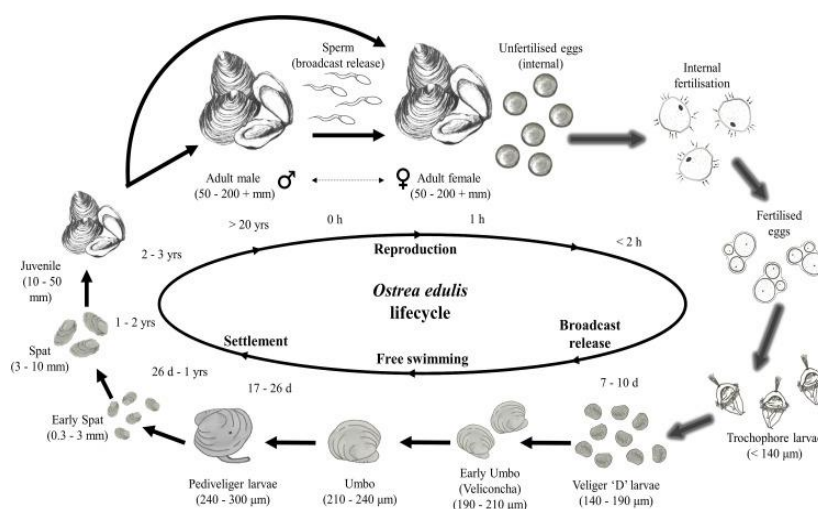 Sperm
(broadcast release)
Unfertilised eggs
(internal)
Internal
fertilisation
Adult male
(50 - 200 + mm)
♂
♀
Adult female
(50 - 200 + mm)
Fertilised
eggs
> 20 yrs
0 h
1 h
< 2 h
Reproduction
2 - 3 yrs
Juvenile
(10 - 50
mm)
Ostrea edulis
lifecycle
1 - 2 yrs
Settlement
Broadcast
release
Free swimming
Spat
(3 - 10 mm)
26 d - 1 yrs
17 - 26 d
7 - 10 d
Early Spat
(0.3 - 3 mm)
Trochophore larvae
(< 140 μm)
Pediveliger larvae
(240 - 300 μm)
Umbo
(210 - 240 μm)
Early Umbo
(Veliconcha)
(190 - 210 μm)
Veliger ‘D’ larvae
(140 - 190 μm)